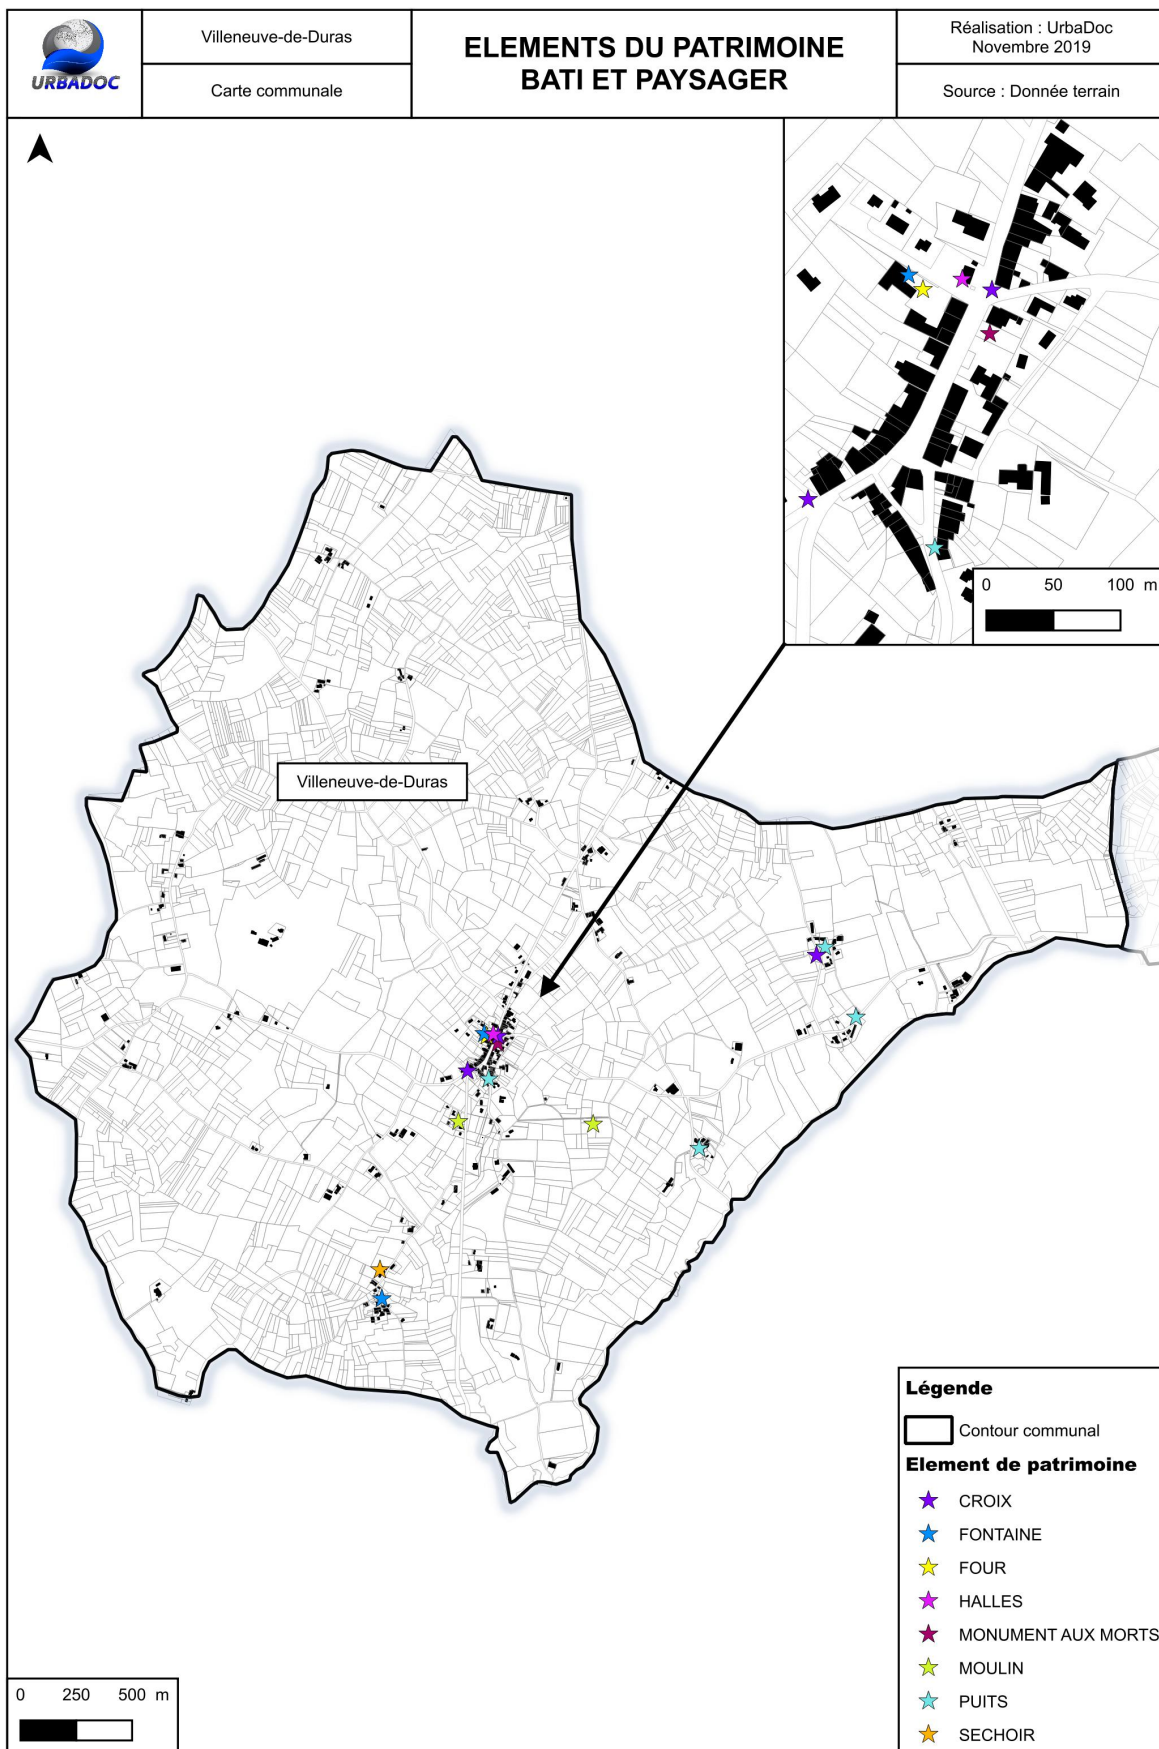 URBADOC
Villeneuve-de-Duras
Carte communale
ELEMENTS DU PATRIMOINE
BATI ET PAYSAGER
Réalisation : UrbaDoc
Novembre 2019
Source : Donnée terrain
0 50 100 m
Villeneuve-de-Duras
Légende
Contour communal
Element de patrimoine
CROIX
FONTAINE
FOUR
HALLES
MONUMENT AUX MORTS
MOULIN
PUITS
SECHOIR
0 250 500 m